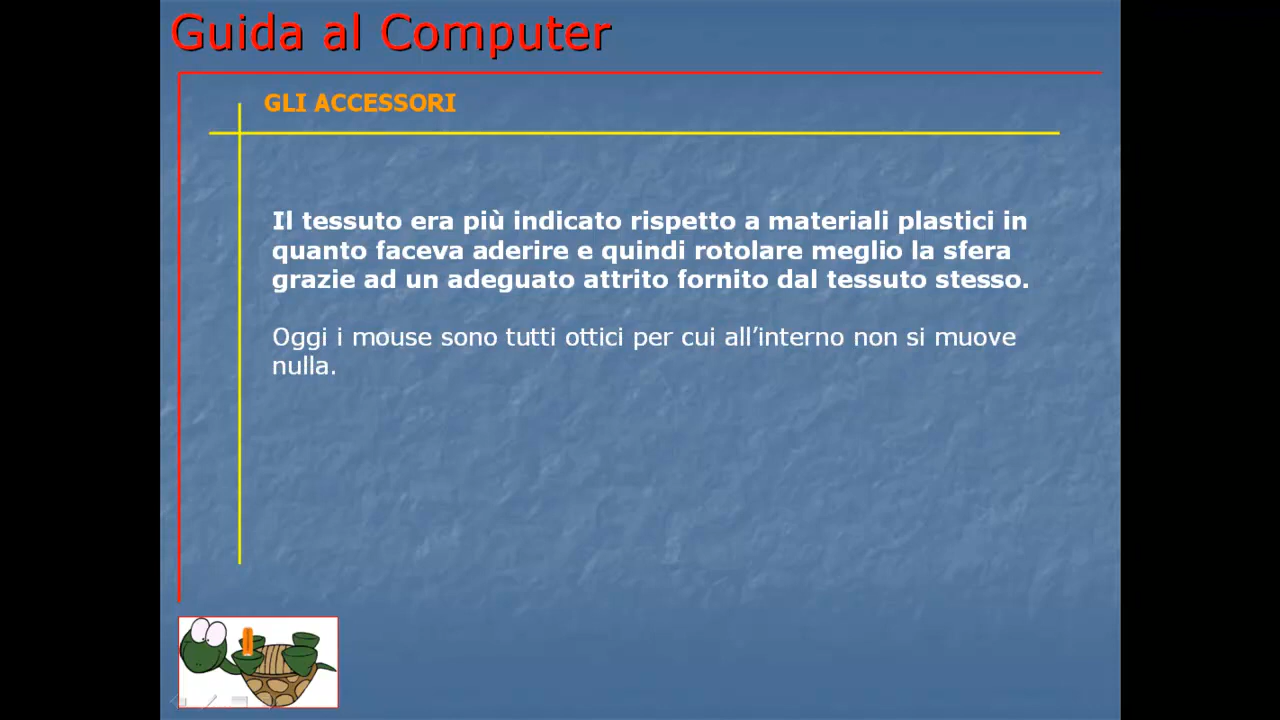 Guida al Computer
GLI ACCESSORI
Il tessuto era più indicato rispetto a materiali plastici in
quanto faceva aderire e quindi rotolare meglio la sfera
grazie ad un adeguato attrito fornito dal tessuto stesso.
Oggi i mouse sono tutti ottici per cui all’interno non si muove
nulla.